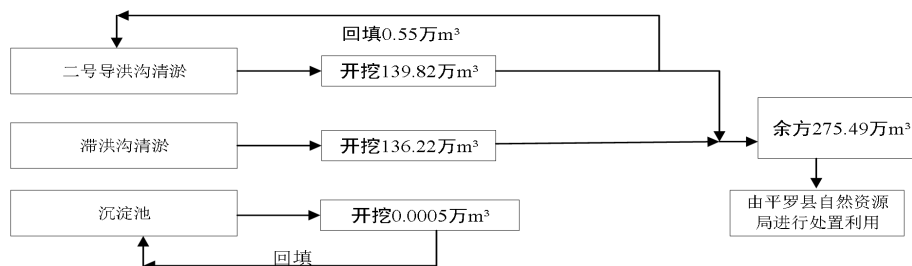 回填0.55万m³
二号导洪沟清淤
开挖139.82万m³
余方275.49万m³
滞洪沟清淤
开挖136.22万m³
由平罗县自然资源
局进行处置利用
沉淀池
开挖0.0005万m³
回填